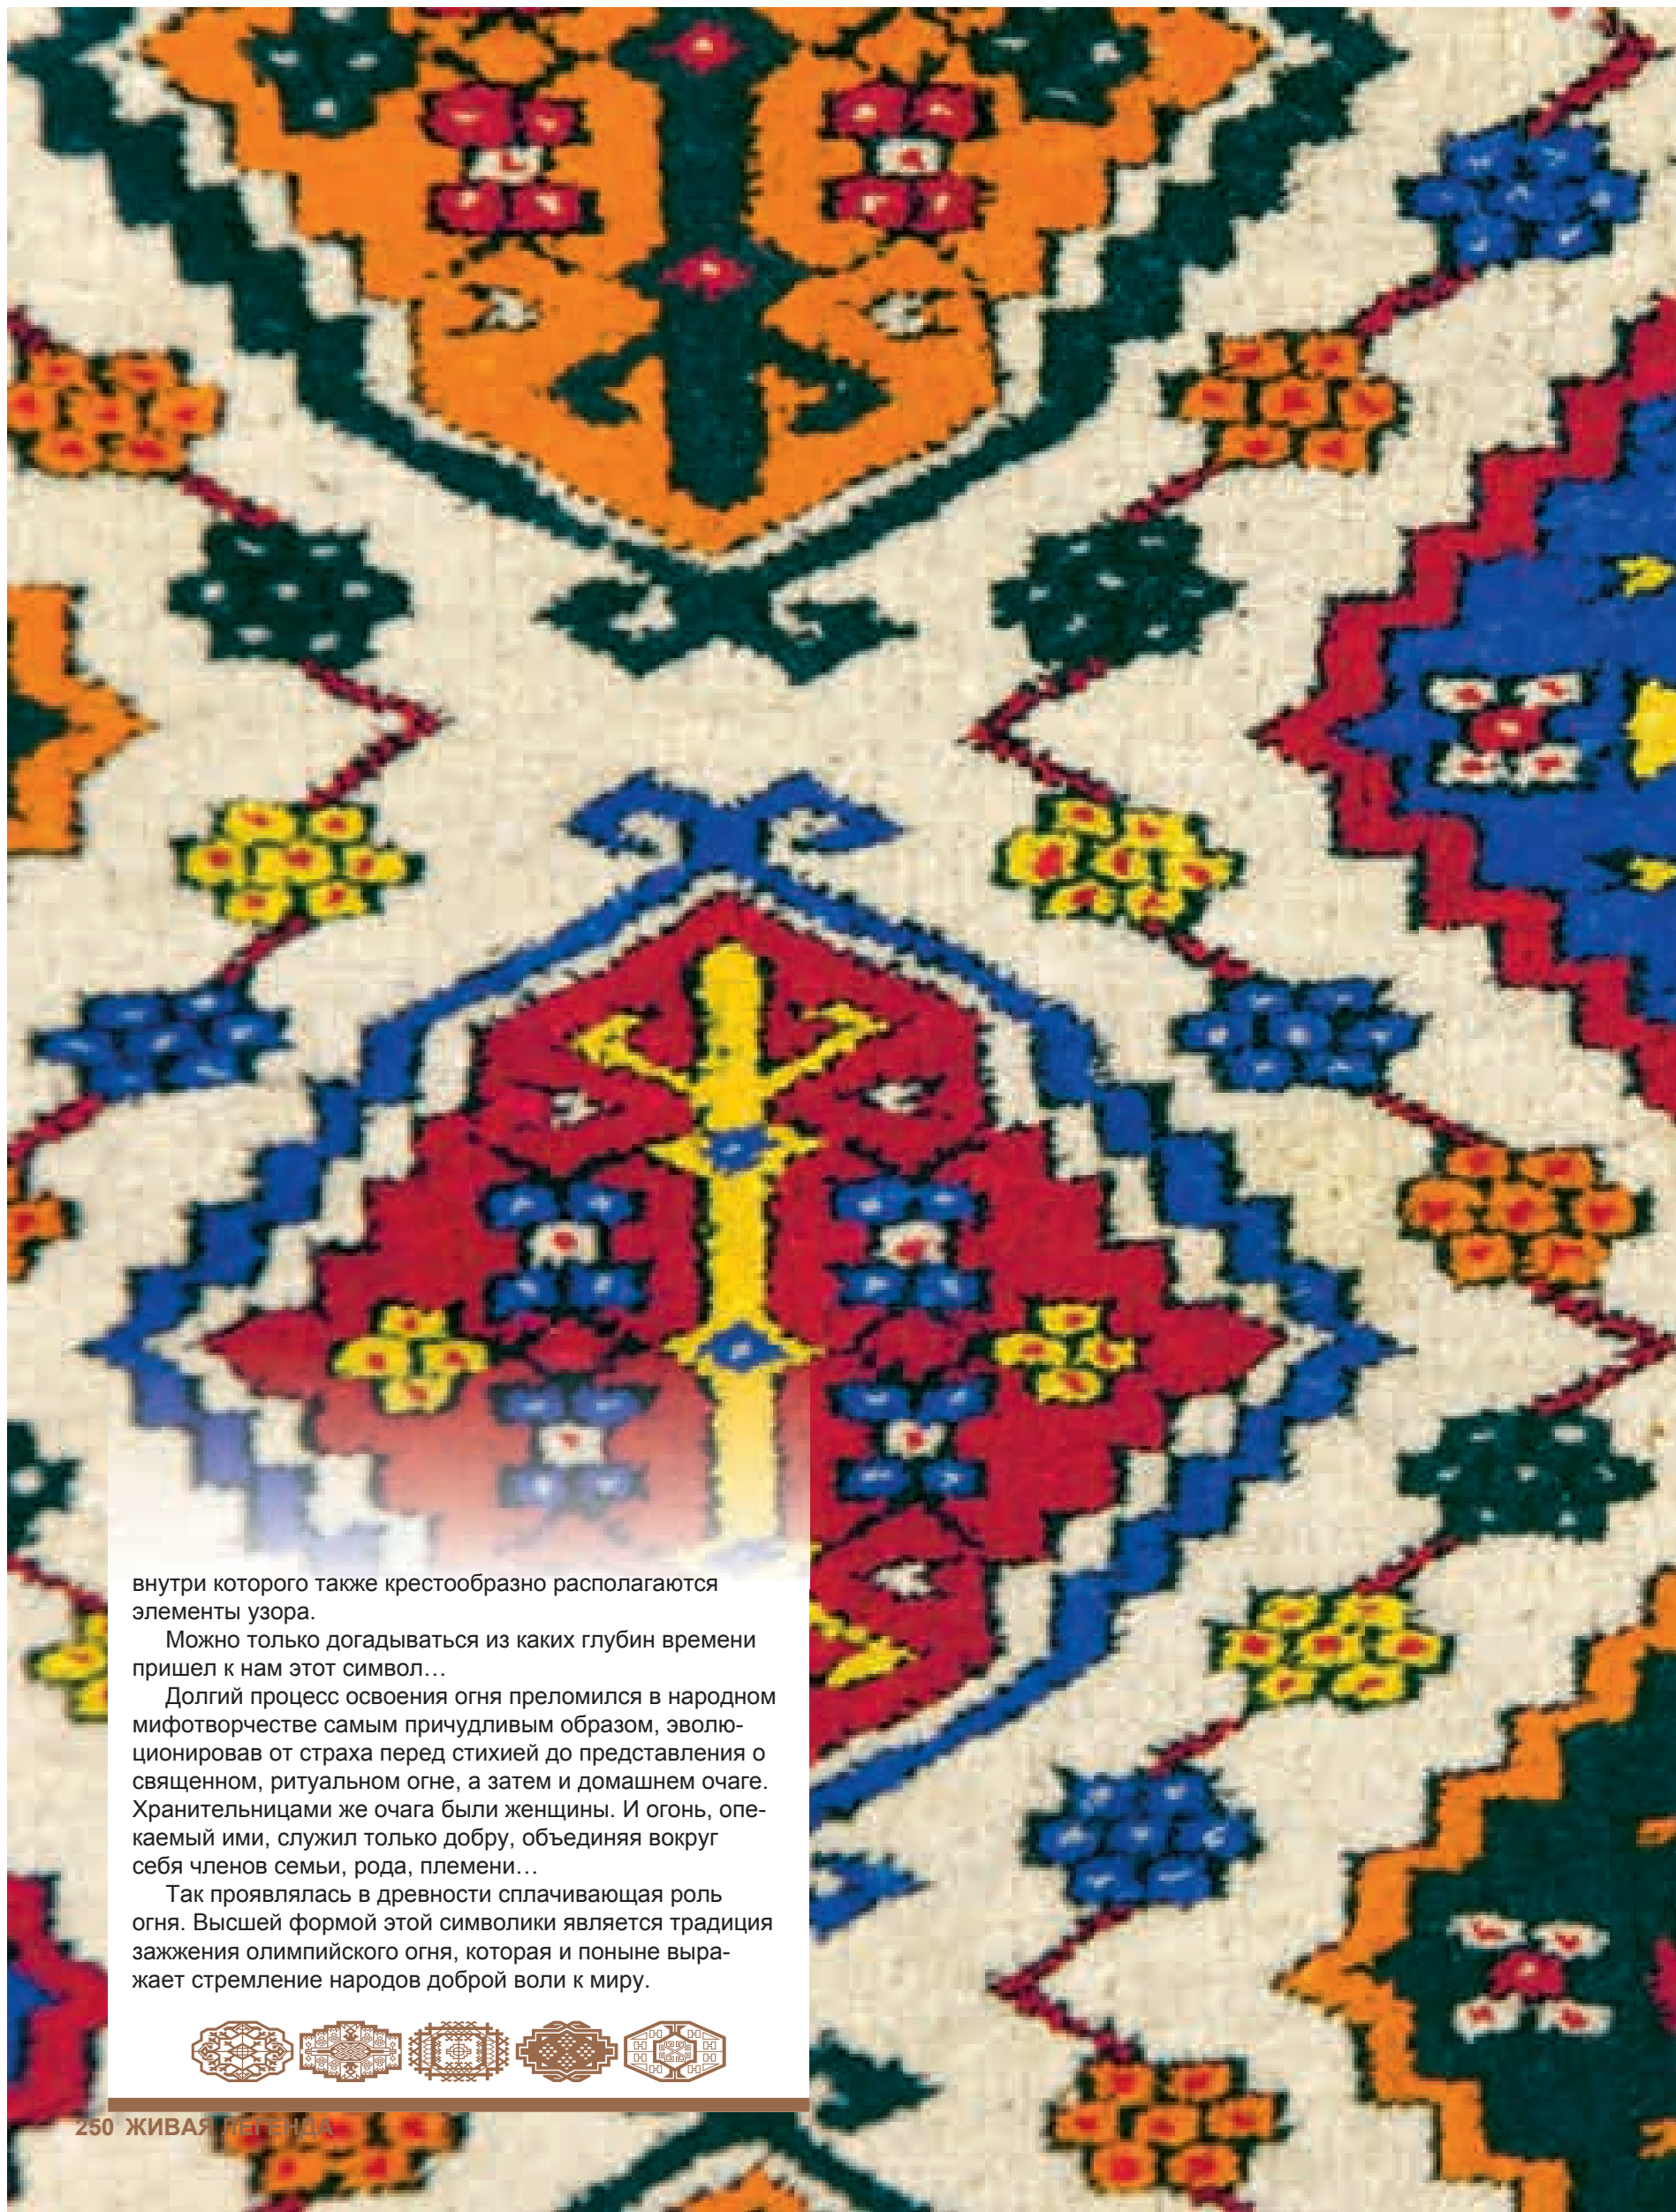 внутри которого также крестообразно располагаются
элементы узора.
Можно только догадываться из каких глубин времени
пришел к нам этот символ…
Долгий процесс освоения огня преломился в народном
мифотворчестве самым причудливым образом, эволю-
ционировав от страха перед стихией до представления о
священном, ритуальном огне, а затем и домашнем очаге.
Хранительницами же очага были женщины. И огонь, опе-
каемый ими, служил только добру, объединяя вокруг
себя членов семьи, рода, племени…
Так проявлялась в древности сплачивающая роль
огня. Высшей формой этой символики является традиция
зажжения олимпийского огня, которая и поныне выра-
жает стремление народов доброй воли к миру.
250 ЖИВАЯ ЛЕГЕНДА